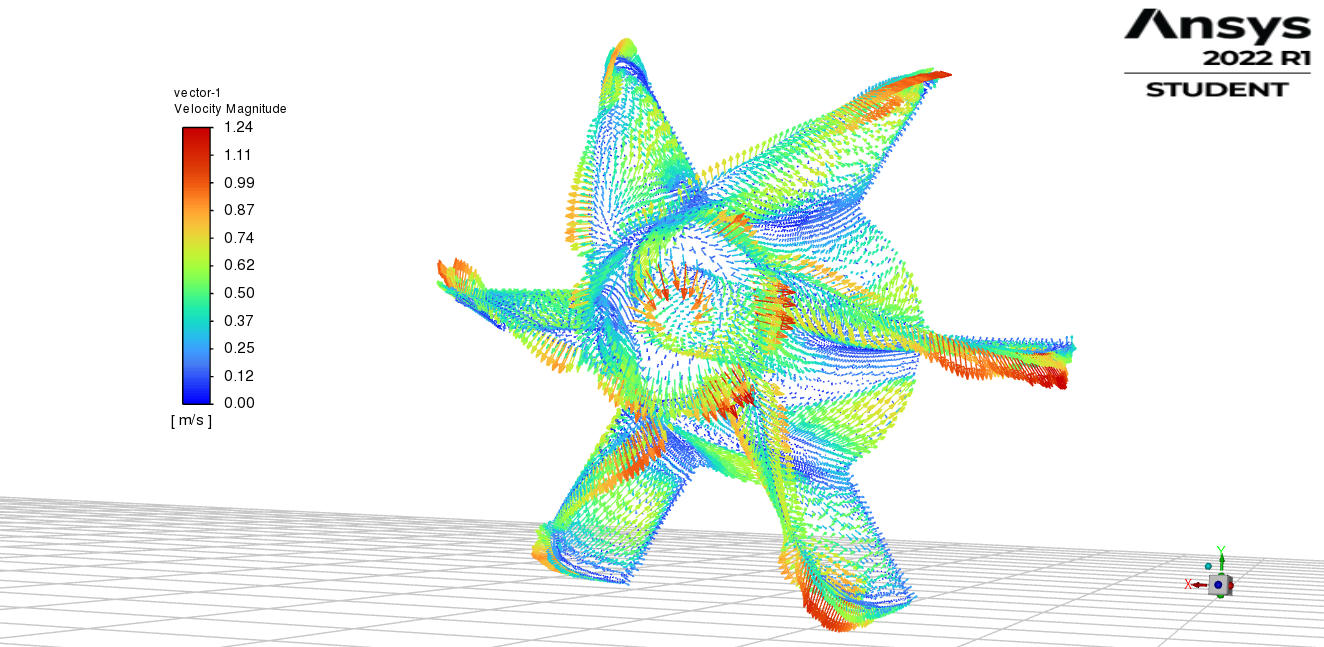 Ansys
2022 R1
STUDENT
vector-1
Velocity Magnitude
1.24
1.11
0.99
0.87
0.74
0.62
0.50
0.37
0.25
0.12
0.00
[ m/s ]
Y
X